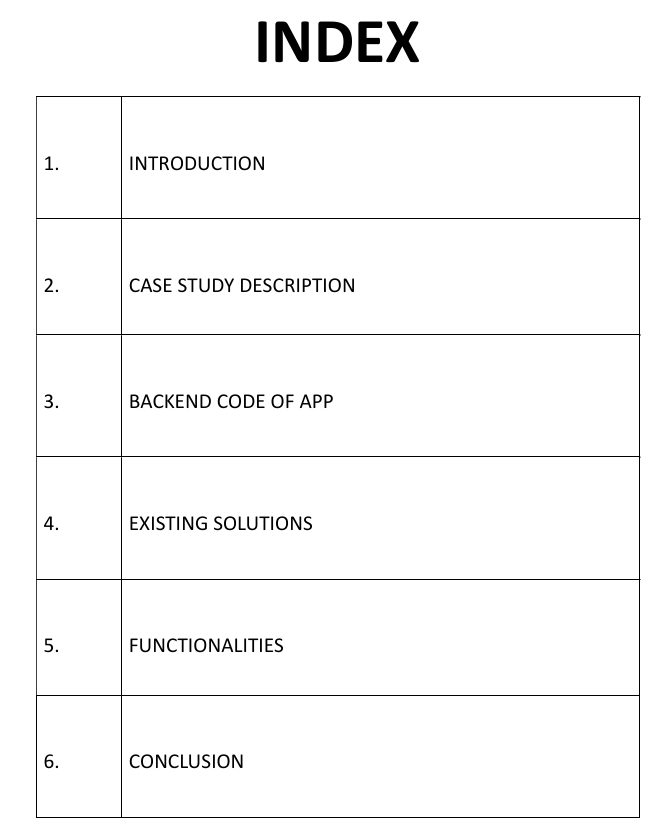 INDEX
1. INTRODUCTION
2. CASE STUDY DESCRIPTION
3. BACKEND CODE OF APP
4. EXISTING SOLUTIONS
5. FUNCTIONALITIES
6. CONCLUSION